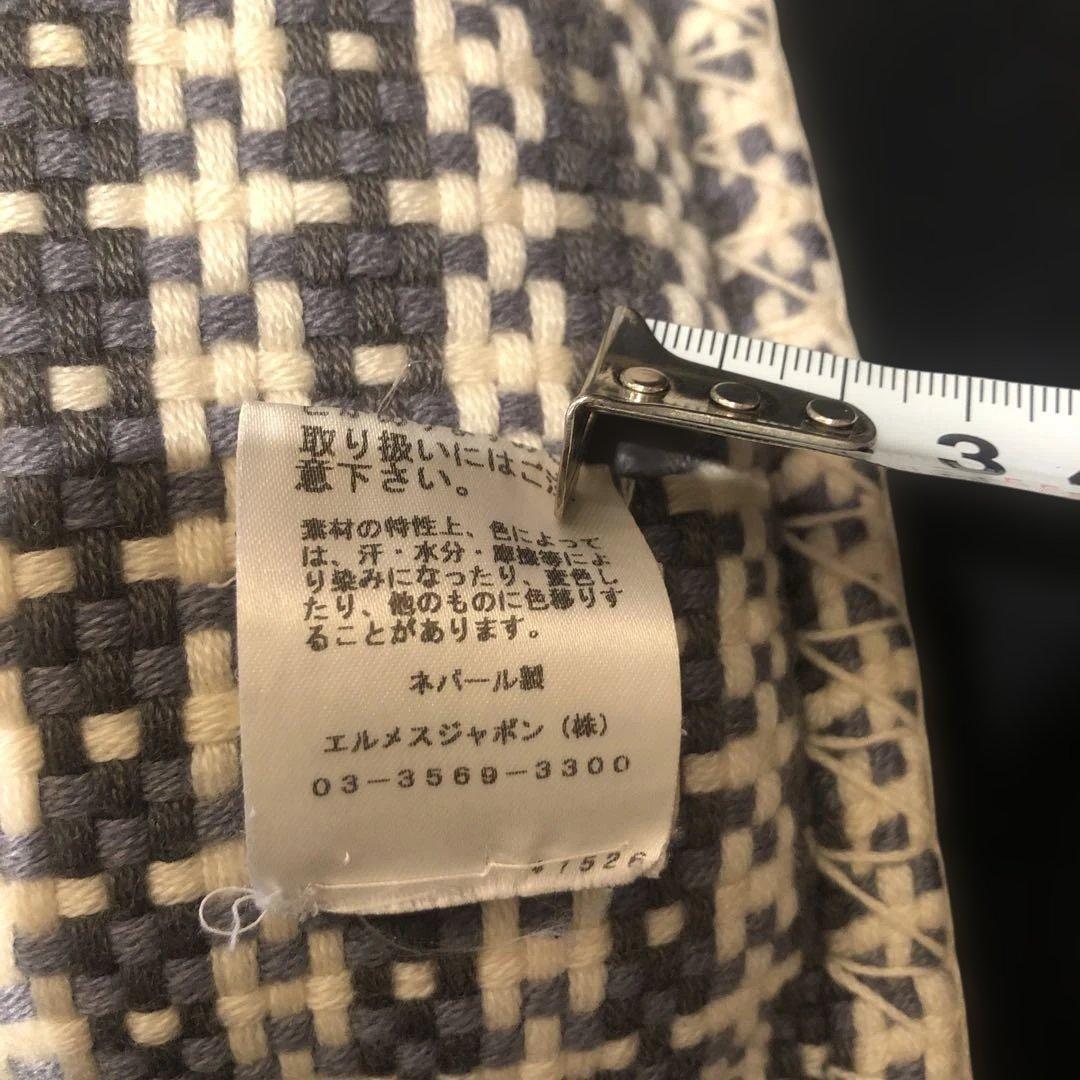 取り扱いにはご
意下さい。
素材の特性上、色によって
は、汗・水分・摩擦等によ
り染みになったり、変色し
たり、他のものに色移りす
ることがあります。
ネパール製
エルメスジャポン（株）
03-3569-3300
3